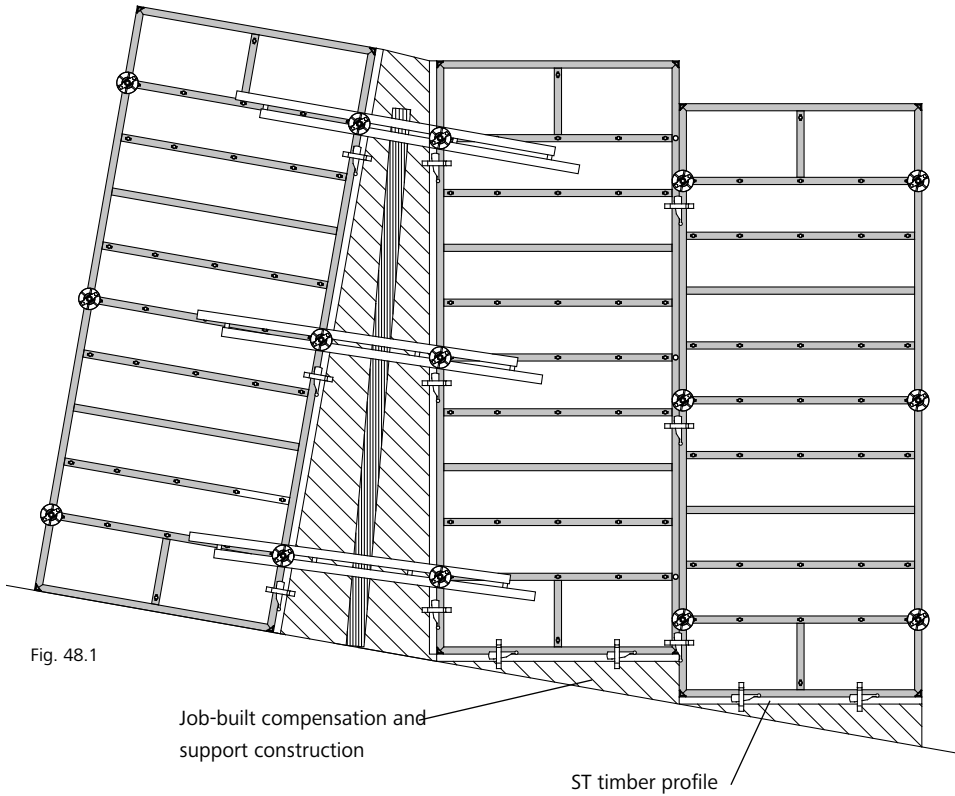 Fig. 48.1
Job-built compensation and
support construction
ST timber profile